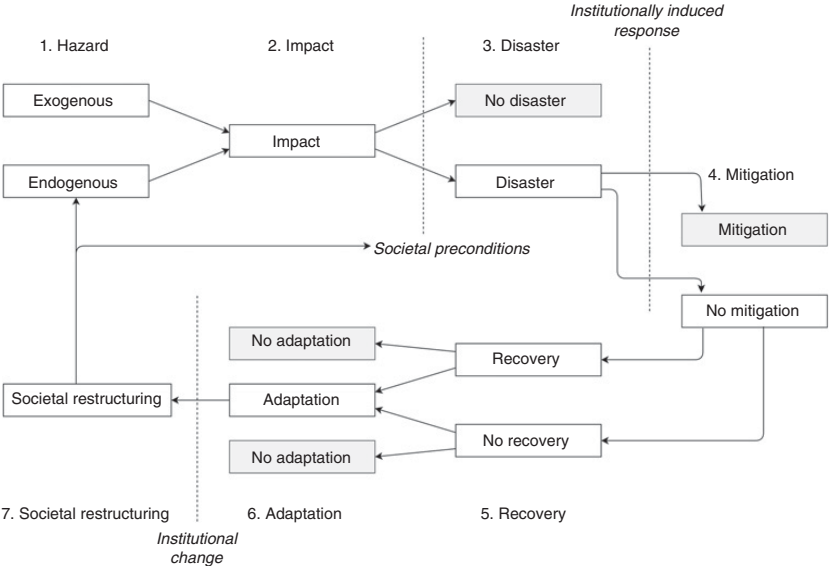 Institutionally induced
response
1. Hazard
2. Impact
3. Disaster
Exogenous
No disaster
Impact
Endogenous
Disaster
4. Mitigation
Mitigation
Societal preconditions
No mitigation
No adaptation
Recovery
Societal restructuring
Adaptation
No recovery
No adaptation
7. Societal restructuring
6. Adaptation
5. Recovery
Institutional
change